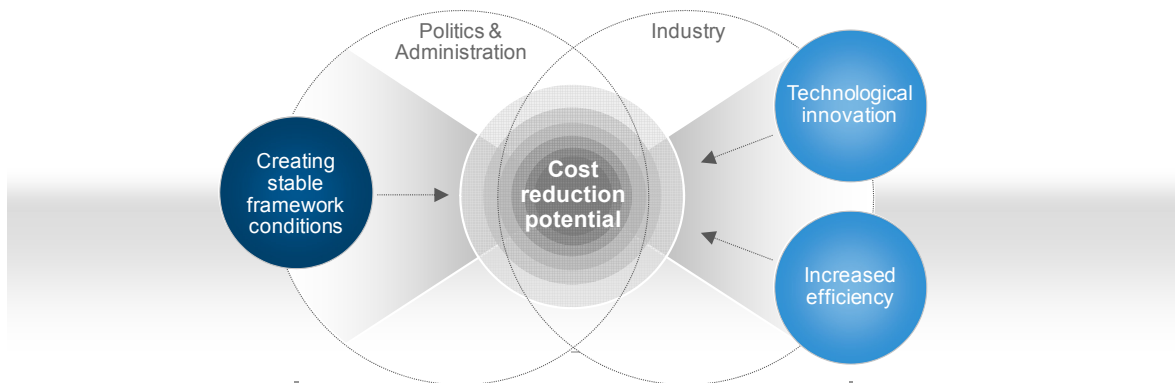 Politics &
Administration
Industry
Technological
innovation
Creating
stable
framework
conditions
Cost
reduction
potential
Increased
efficiency